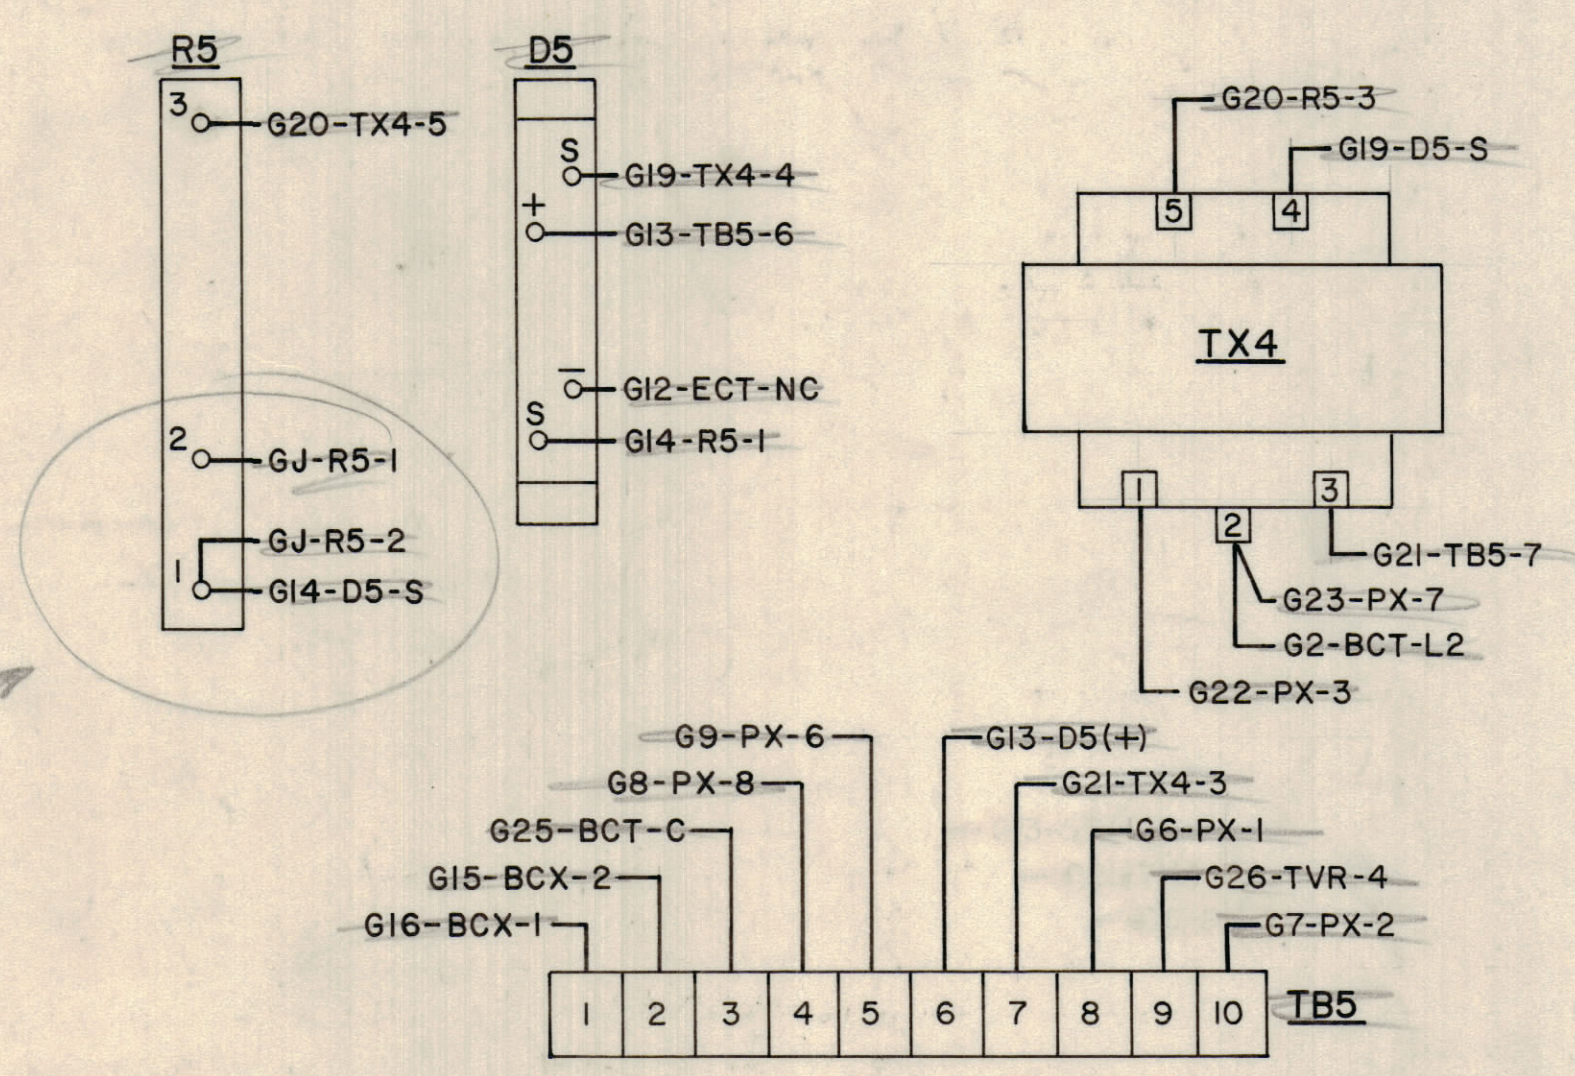 R5
3
G20-TX4-5
2
GJ-R5-1
GJ-R5-2
1
G14-D5-S
D5
S
G19-TX4-4
+
G13-TB5-6
−
G12-ECT-NC
S
G14-R5-1
G20-R5-3
G19-D5-S
5
4
TX4
1
2
3
G21-TB5-7
G23-PX-7
G2-BCT-L2
G22-PX-3
G9-PX-6
G8-PX-8
G25-BCT-C
G15-BCX-2
G16-BCX-1
G13-D5(+)
G21-TX4-3
G6-PX-1
G26-TVR-4
G7-PX-2
1 2 3 4 5 6 7 8 9 10
TB5